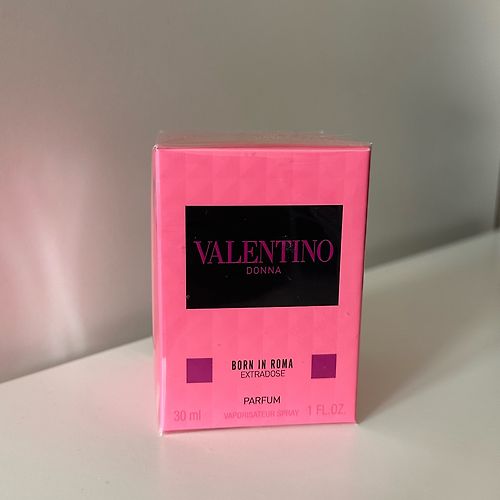 VALENTINO
DONNA
BORN IN ROMA
EXTRADOSE
PARFUM
30 ml VAPORISATEUR SPRAY 1 FL.OZ.